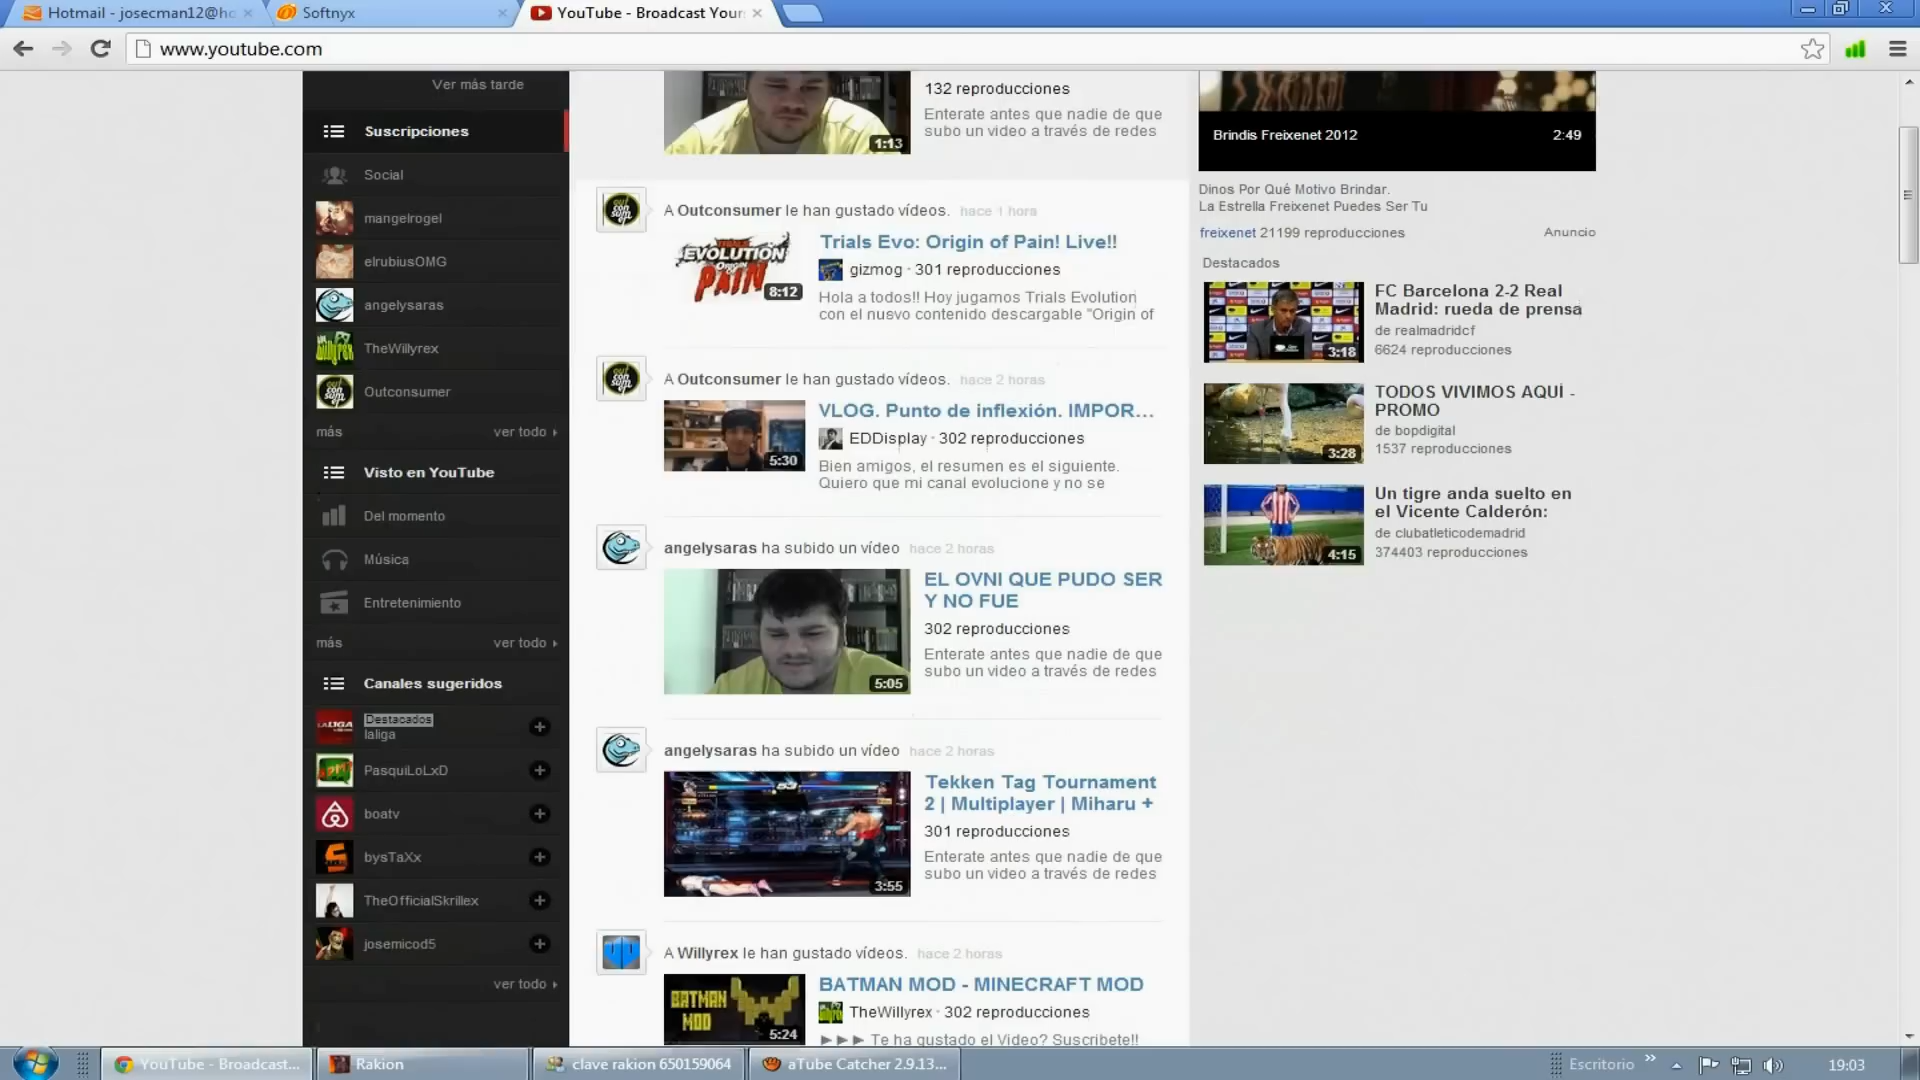 Hotmail - josecman12@ho
Softnyx
YouTube - Broadcast Your
www.youtube.com
Ver más tarde
Suscripciones
Social
mangelrogel
elrubiusOMG
angelysaras
TheWillyrex
Outconsumer
más
ver todo
Visto en YouTube
Del momento
Música
Entretenimiento
más
ver todo
Canales sugeridos
Destacados
laliga
PasquiLoLxD
boatv
bysTaXx
TheOfficialSkrillex
josemicod5
ver todo
1:13
132 reproducciones
Enterate antes que nadie de que
subo un video a través de redes
A Outconsumer le han gustado vídeos. hace 1 hora
TRIALS
EVOLUTION
ORIGIN OF
PAIN
8:12
Trials Evo: Origin of Pain! Live!!
gizmog · 301 reproducciones
Hola a todos!! Hoy jugamos Trials Evolution
con el nuevo contenido descargable "Origin of
A Outconsumer le han gustado vídeos. hace 2 horas
5:30
VLOG. Punto de inflexión. IMPOR...
EDDisplay · 302 reproducciones
Bien amigos, el resumen es el siguiente.
Quiero que mi canal evolucione y no se
angelysaras ha subido un vídeo hace 2 horas
5:05
EL OVNI QUE PUDO SER
Y NO FUE
302 reproducciones
Enterate antes que nadie de que
subo un video a través de redes
angelysaras ha subido un vídeo hace 2 horas
3:55
Tekken Tag Tournament
2 | Multiplayer | Miharu +
301 reproducciones
Enterate antes que nadie de que
subo un video a través de redes
A Willyrex le han gustado vídeos. hace 2 horas
BATMAN
MOD
5:24
BATMAN MOD - MINECRAFT MOD
TheWillyrex · 302 reproducciones
►►► Te ha gustado el Video? Suscribete!!
Brindis Freixenet 2012
2:49
Dinos Por Qué Motivo Brindar.
La Estrella Freixenet Puedes Ser Tu
freixenet 21199 reproducciones
Anuncio
Destacados
3:18
FC Barcelona 2-2 Real
Madrid: rueda de prensa
de realmadridcf
6624 reproducciones
3:28
TODOS VIVIMOS AQUÍ -
PROMO
de bopdigital
1537 reproducciones
4:15
Un tigre anda suelto en
el Vicente Calderón:
de clubatleticodemadrid
374403 reproducciones
YouTube - Broadcast...
Rakion
clave rakion 650159064
aTube Catcher 2.9.13...
Escritorio
19:03